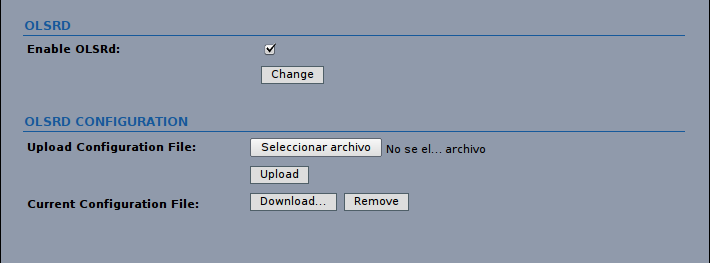 OLSRD
Enable OLSRd:
Change
OLSRD CONFIGURATION
Upload Configuration File: Seleccionar archivo No se el... archivo
Upload
Current Configuration File: Download... Remove